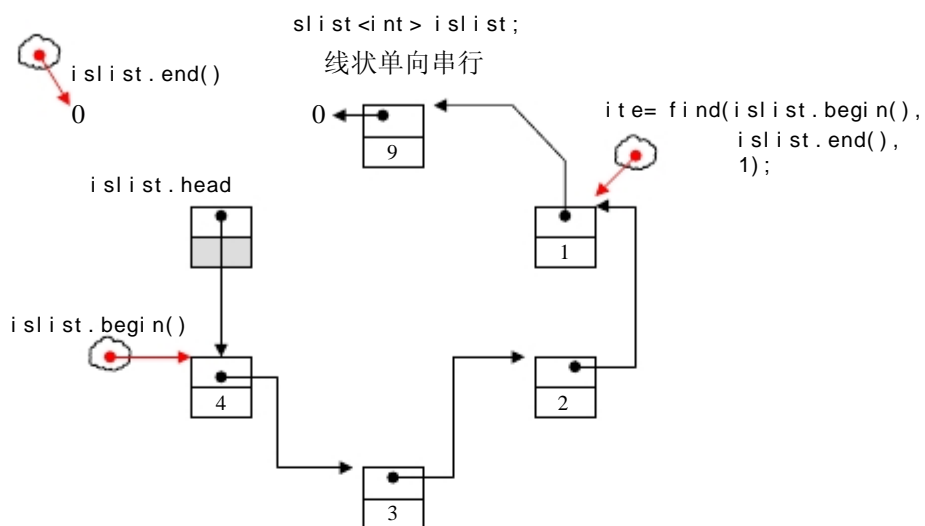 slist<int> islist;
线状单向串行
islist.end()
0
0
9
ite= find(islist.begin(),
islist.end(),
1);
islist.head
1
islist.begin()
4
2
3